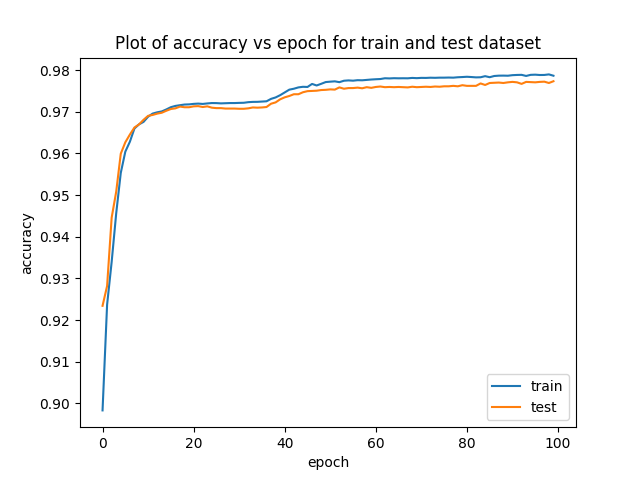 Plot of accuracy vs epoch for train and test dataset
0.98
0.97
0.96
0.95
0.94
0.93
0.92
0.91
0.90
accuracy
train
test
0 20 40 60 80 100
epoch